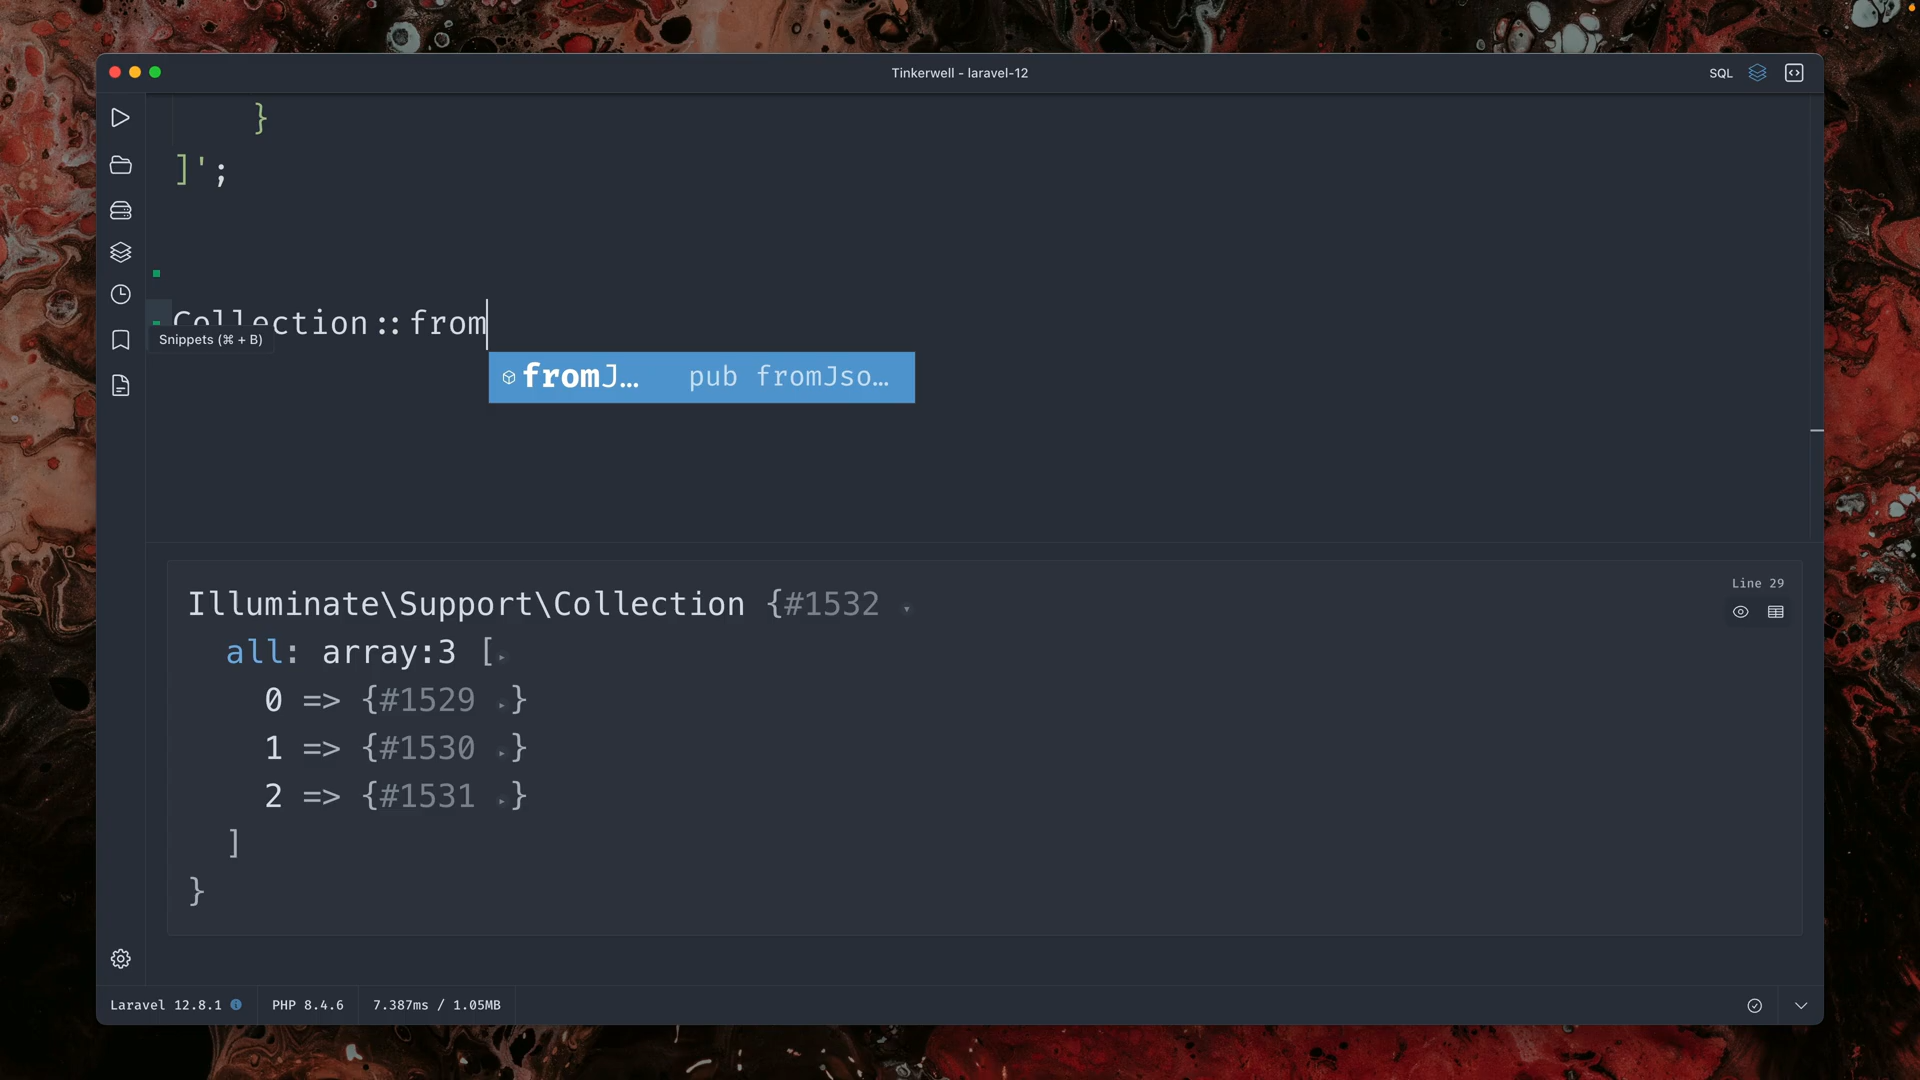 Tinkerwell - laravel-12
SQL
}
]';
Collection::from
Snippets (⌘ + B)
fromJ… pub fromJso…
Line 29
Illuminate\Support\Collection {#1532
all: array:3 [
0 => {#1529 }
1 => {#1530 }
2 => {#1531 }
]
}
Laravel 12.8.1
PHP 8.4.6
7.387ms / 1.05MB